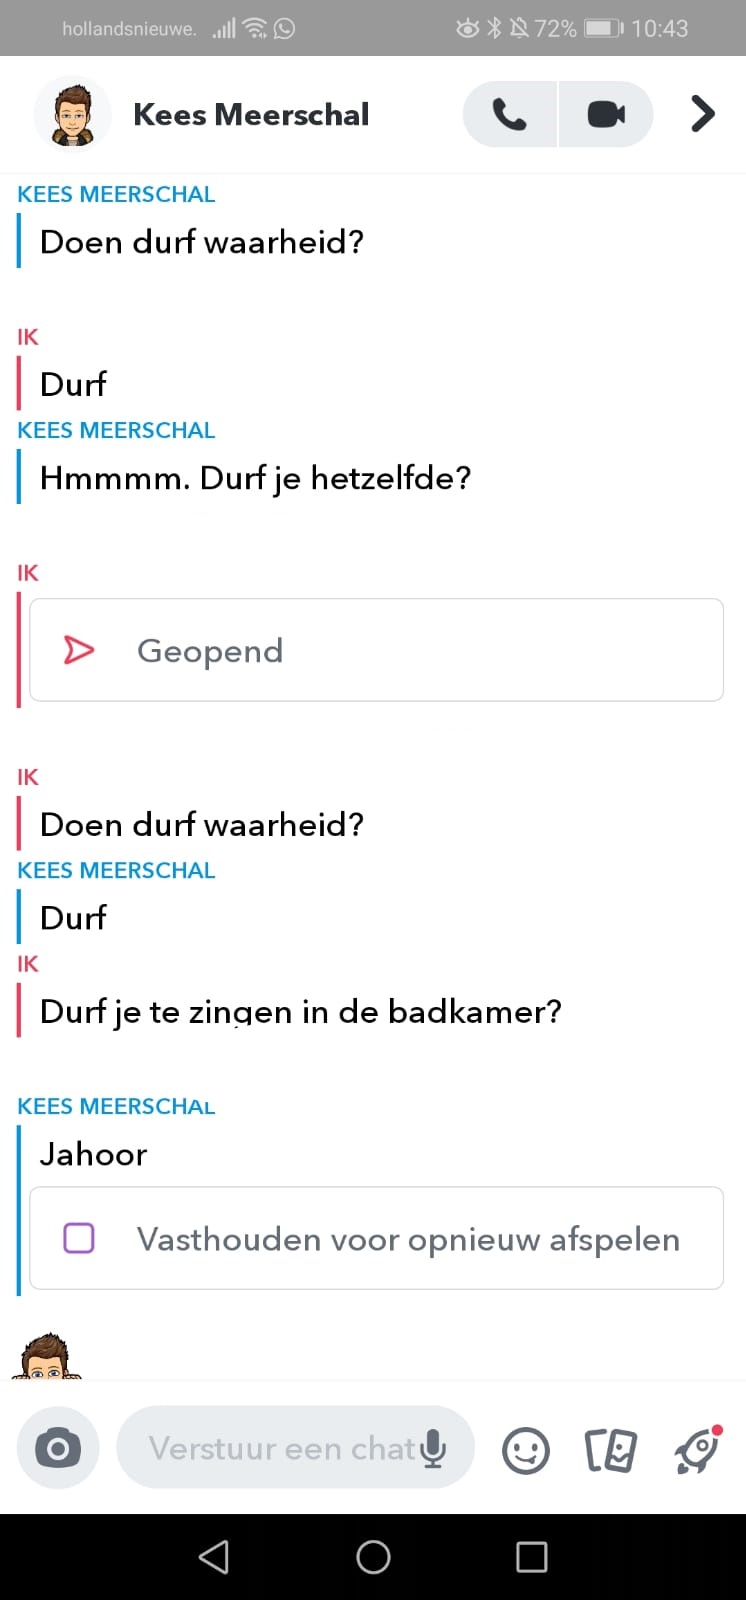 hollandsnieuwe. 72% 10:43
Kees Meerschal
KEES MEERSCHAL
Doen durf waarheid?
IK
Durf
KEES MEERSCHAL
Hmmmm. Durf je hetzelfde?
IK
Geopend
IK
Doen durf waarheid?
KEES MEERSCHAL
Durf
IK
Durf je te zingen in de badkamer?
KEES MEERSCHAL
Jahoor
Vasthouden voor opnieuw afspelen
Verstuur een chat